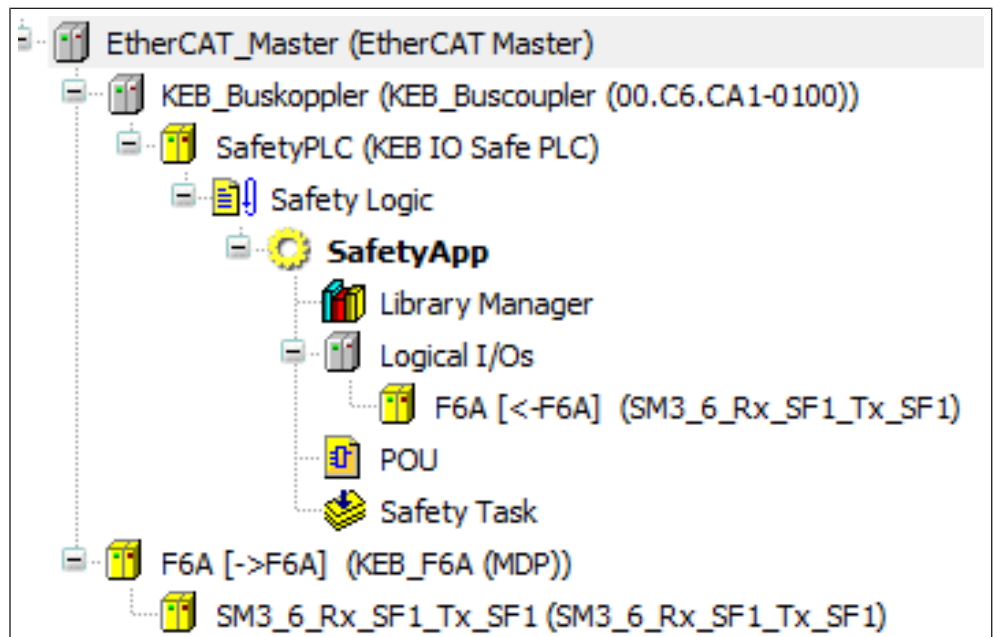 EtherCAT_Master (EtherCAT Master)
KEB_Buskoppler (KEB_Buscoupler (00.C6.CA1-0100))
SafetyPLC (KEB IO Safe PLC)
Safety Logic
SafetyApp
Library Manager
Logical I/Os
F6A [<-F6A] (SM3_6_Rx_SF1_Tx_SF1)
POU
Safety Task
F6A [->F6A] (KEB_F6A (MDP))
SM3_6_Rx_SF1_Tx_SF1 (SM3_6_Rx_SF1_Tx_SF1)